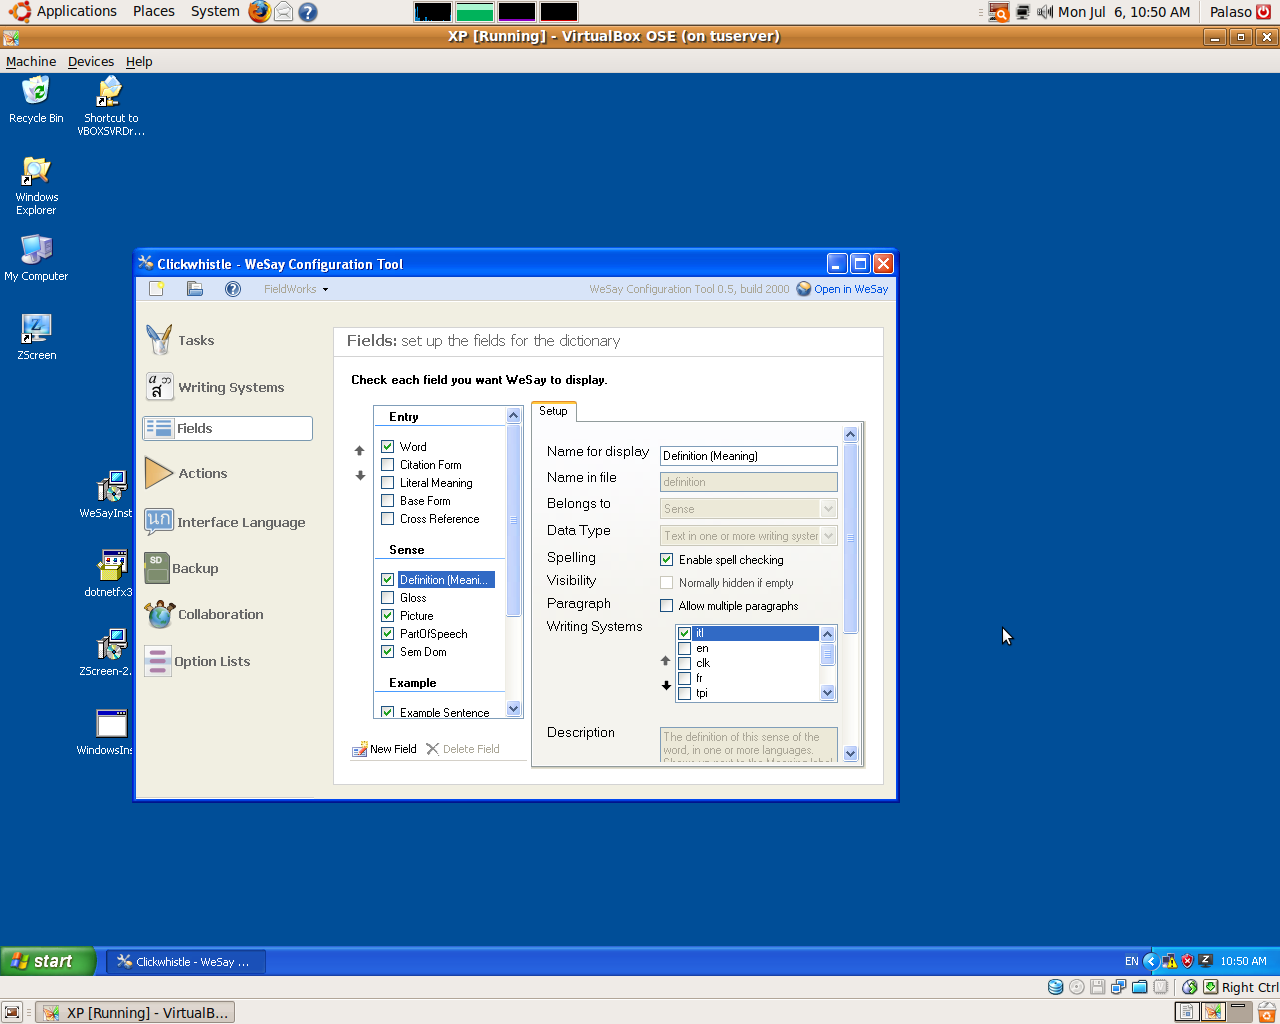 Applications Places System Mon Jul 6, 10:50 AM Palaso
XP [Running] - VirtualBox OSE (on tuserver)
Machine Devices Help
Recycle Bin
Shortcut to VBOXSVRDr...
Windows Explorer
My Computer
ZScreen
WeSayInst
dotnetfx3
ZScreen-2.
WindowsIns
Clickwhistle - WeSay Configuration Tool
FieldWorks WeSay Configuration Tool 0.5, build 2000 Open in WeSay
Tasks
Writing Systems
Fields
Actions
Interface Language
Backup
Collaboration
Option Lists
Fields: set up the fields for the dictionary
Check each field you want WeSay to display.
Entry
Word
Citation Form
Literal Meaning
Base Form
Cross Reference
Sense
Definition (Meani...
Gloss
Picture
PartOfSpeech
Sem Dom
Example
Example Sentence
New Field Delete Field
Setup
Name for display Definition (Meaning)
Name in file definition
Belongs to Sense
Data Type Text in one or more writing syster
Spelling Enable spell checking
Visibility Normally hidden if empty
Paragraph Allow multiple paragraphs
Writing Systems itl
en
clk
fr
tpi
Description The definition of this sense of the
word, in one or more languages.
Shows up next to the Meaning label
start Clickwhistle - WeSay ... EN 10:50 AM
Right Ctrl
XP [Running] - VirtualB...